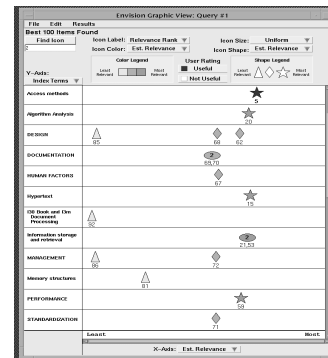 Envision Graphic View: Query #1
File Edit Results
Best 100 Items Found
Find Icon
Icon Label: Relevance Rank
Icon Size: Uniform
Icon Color: Est. Relevance
Icon Shape: Est. Relevance
Color Legend
Least Relevant
Most Relevant
User Rating
Useful
Not Useful
Shape Legend
Least Relevant
Most Relevant
Y-Axis:
Index Terms
Access methods
5
Algorithm Analysis
20
DESIGN
85
68
62
DOCUMENTATION
2
69,70
HUMAN FACTORS
67
Hypertext
15
Book and
Document
Processing
92
Information storage
and retrieval
2
21,53
MANAGEMENT
86
72
Memory structures
81
PERFORMANCE
59
STANDARDIZATION
71
Least
Most
X-Axis: Est. Relevance